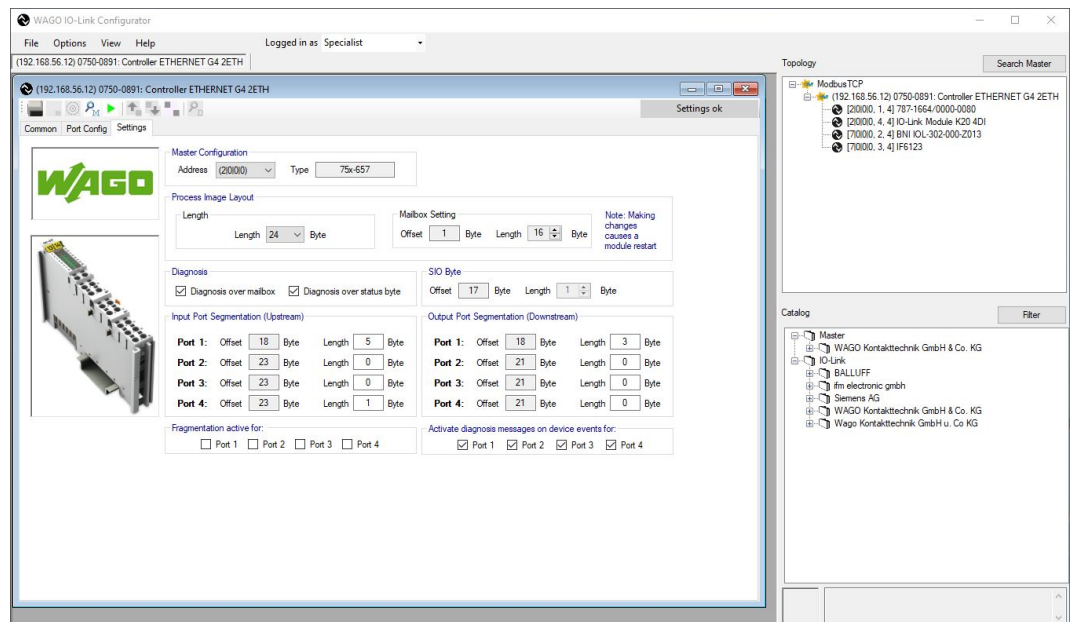 WAGO IO-Link Configurator
File Options View Help Logged in as Specialist
(192.168.56.12) 0750-0891: Controller ETHERNET G4 2ETH
(192.168.56.12) 0750-0891: Controller ETHERNET G4 2ETH
Settings ok
Common Port Config Settings
WAGO
Master Configuration
Address (2|0|0|0) Type 75x-657
Process Image Layout
Length
Length 24 Byte
Mailbox Setting
Offset 1 Byte Length 16 Byte
Note: Making
changes
causes a
module restart
Diagnosis
Diagnosis over mailbox Diagnosis over status byte
SIO Byte
Offset 17 Byte Length 1 Byte
Input Port Segmentation (Upstream)
Port 1: Offset 18 Byte Length 5 Byte
Port 2: Offset 23 Byte Length 0 Byte
Port 3: Offset 23 Byte Length 0 Byte
Port 4: Offset 23 Byte Length 1 Byte
Output Port Segmentation (Downstream)
Port 1: Offset 18 Byte Length 3 Byte
Port 2: Offset 21 Byte Length 0 Byte
Port 3: Offset 21 Byte Length 0 Byte
Port 4: Offset 21 Byte Length 0 Byte
Fragmentation active for:
Port 1 Port 2 Port 3 Port 4
Activate diagnosis messages on device events for:
Port 1 Port 2 Port 3 Port 4
Topology Search Master
ModbusTCP
(192.168.56.12) 0750-0891: Controller ETHERNET G4 2ETH
[2|0|0|0, 1, 4] 787-1664/0000-0080
[2|0|0|0, 4, 4] IO-Link Module K20 4DI
[7|0|0|0, 2, 4] BNI IOL-302-000-Z013
[7|0|0|0, 3, 4] IF6123
Catalog Filter
Master
WAGO Kontakttechnik GmbH & Co. KG
IO-Link
BALLUFF
ifm electronic gmbh
Siemens AG
WAGO Kontakttechnik GmbH & Co. KG
Wago Kontakttechnik GmbH u. Co KG